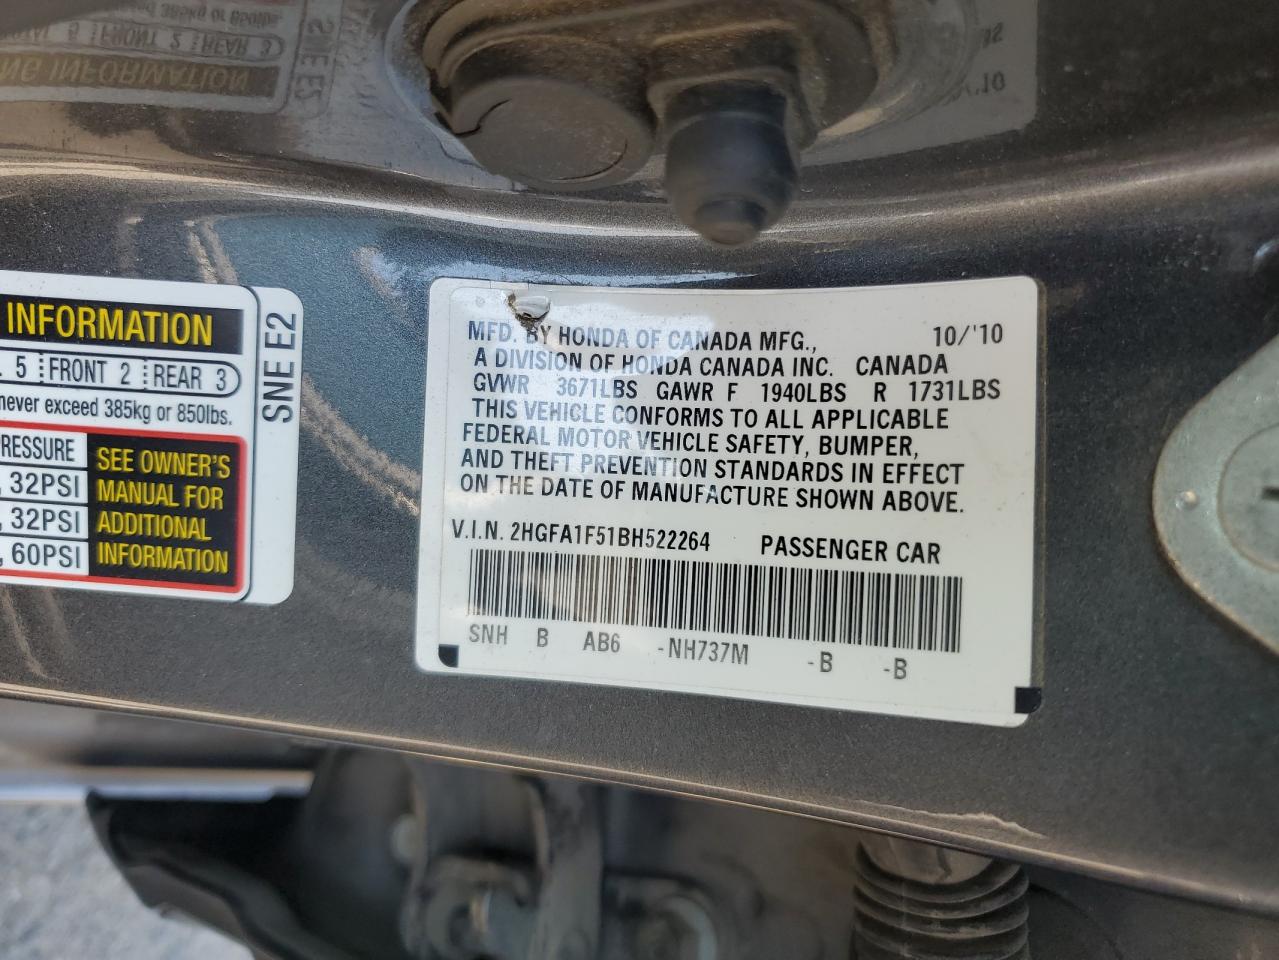 INFORMATION
5 FRONT 2 REAR 3
never exceed 385kg or 850lbs.
PRESSURE
, 32PSI
, 32PSI
, 60PSI
SEE OWNER'S
MANUAL FOR
ADDITIONAL
INFORMATION
SNE E2
MFD. BY HONDA OF CANADA MFG., 10/'10
A DIVISION OF HONDA CANADA INC. CANADA
GVWR 3671LBS GAWR F 1940LBS R 1731LBS
THIS VEHICLE CONFORMS TO ALL APPLICABLE
FEDERAL MOTOR VEHICLE SAFETY, BUMPER,
AND THEFT PREVENTION STANDARDS IN EFFECT
ON THE DATE OF MANUFACTURE SHOWN ABOVE.
V.I.N. 2HGFA1F51BH522264 PASSENGER CAR
SNH B AB6 -NH737M -B -B